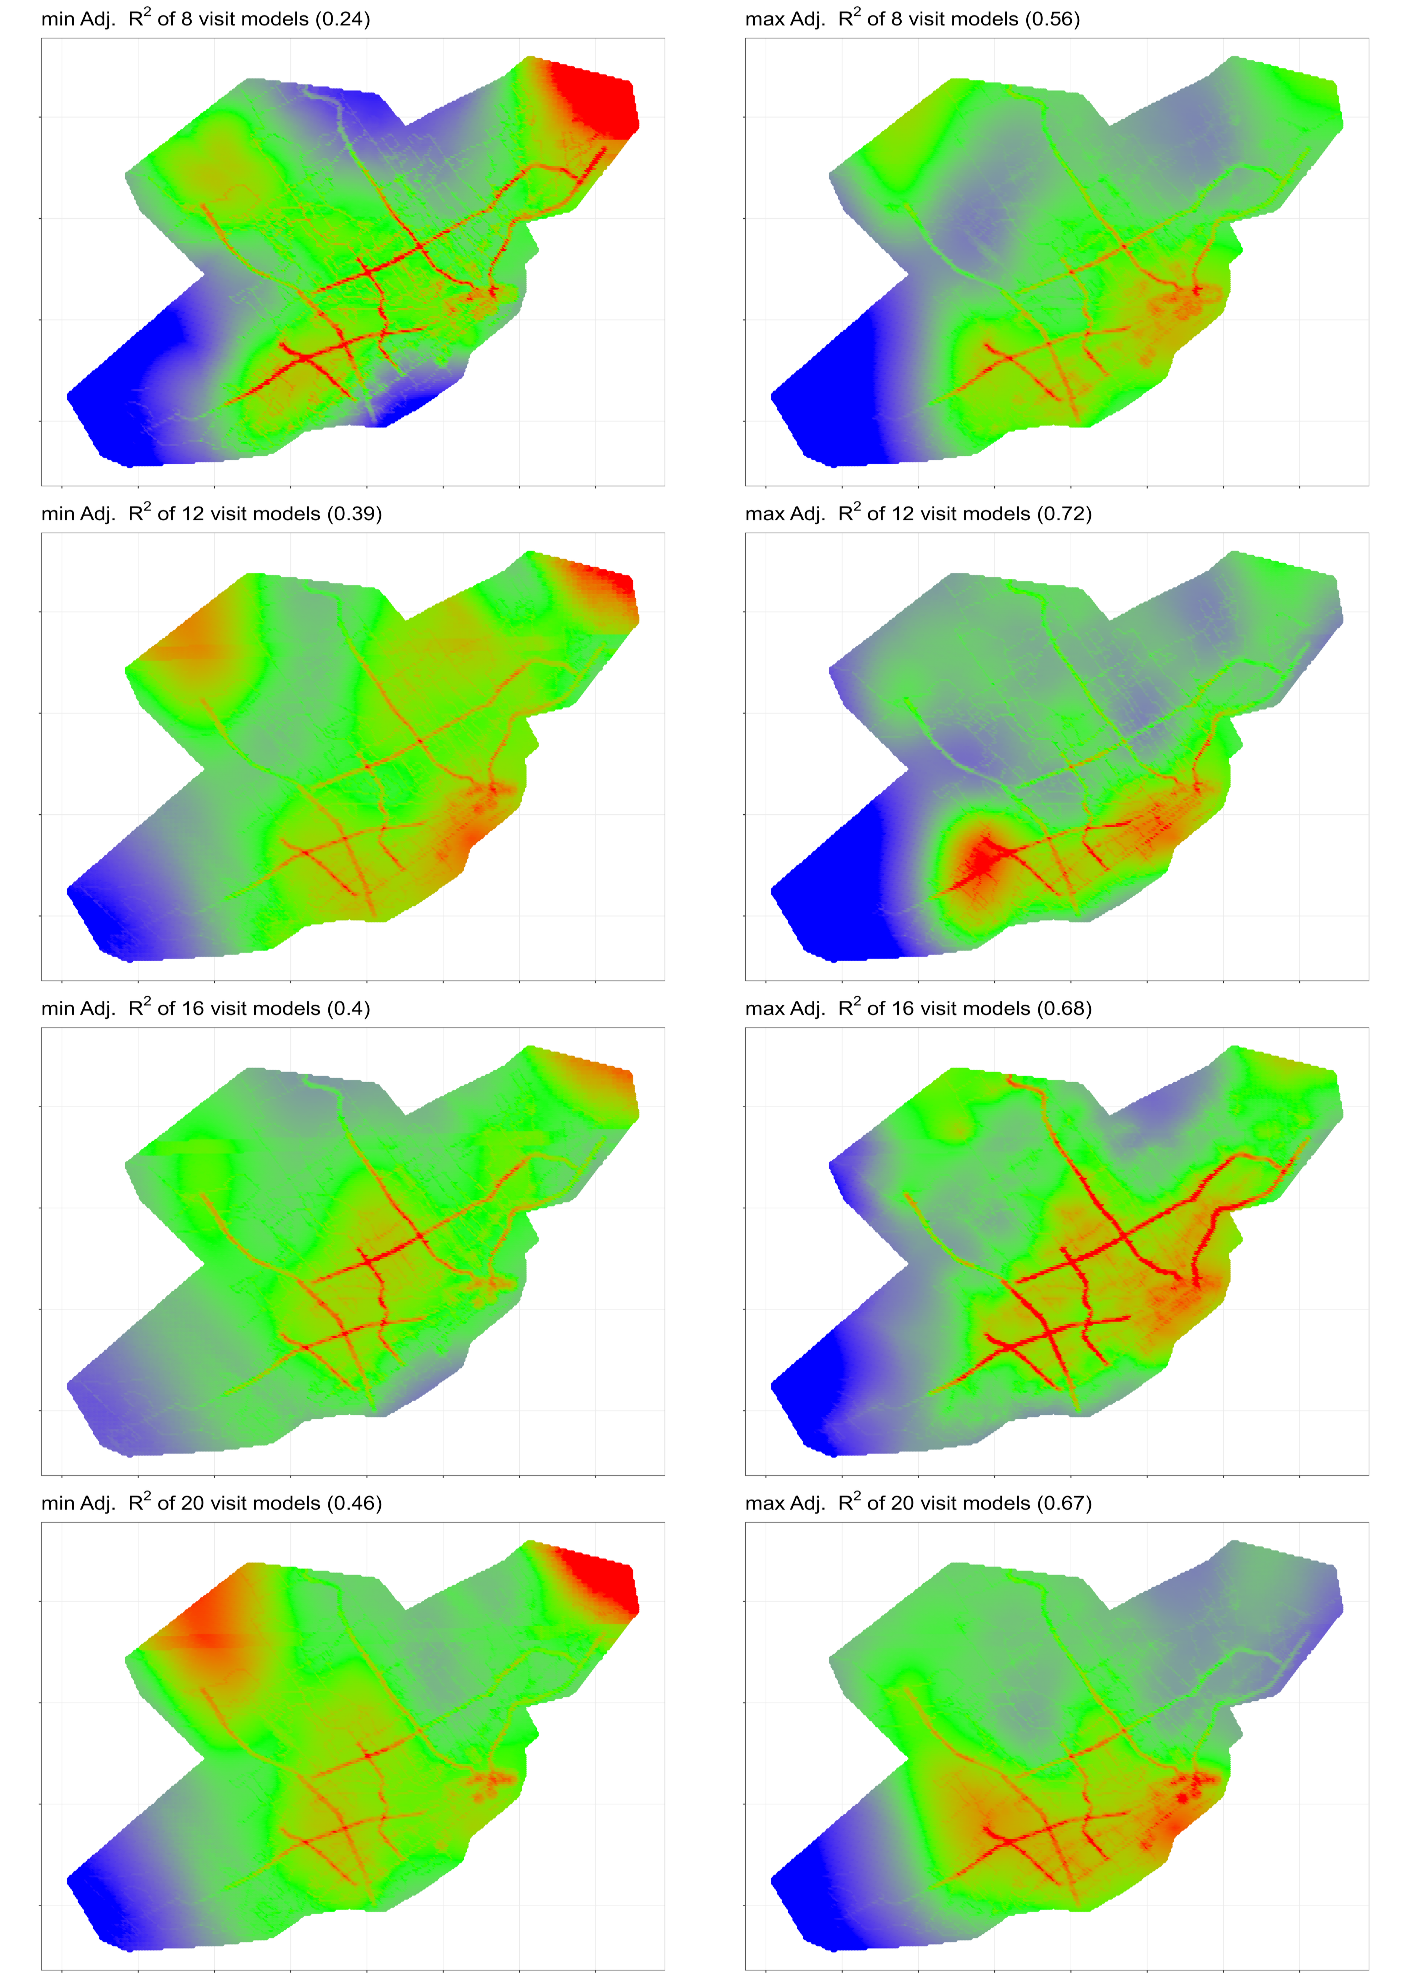 min Adj. R² of 8 visit models (0.24)
max Adj. R² of 8 visit models (0.56)
min Adj. R² of 12 visit models (0.39)
max Adj. R² of 12 visit models (0.72)
min Adj. R² of 16 visit models (0.4)
max Adj. R² of 16 visit models (0.68)
min Adj. R² of 20 visit models (0.46)
max Adj. R² of 20 visit models (0.67)